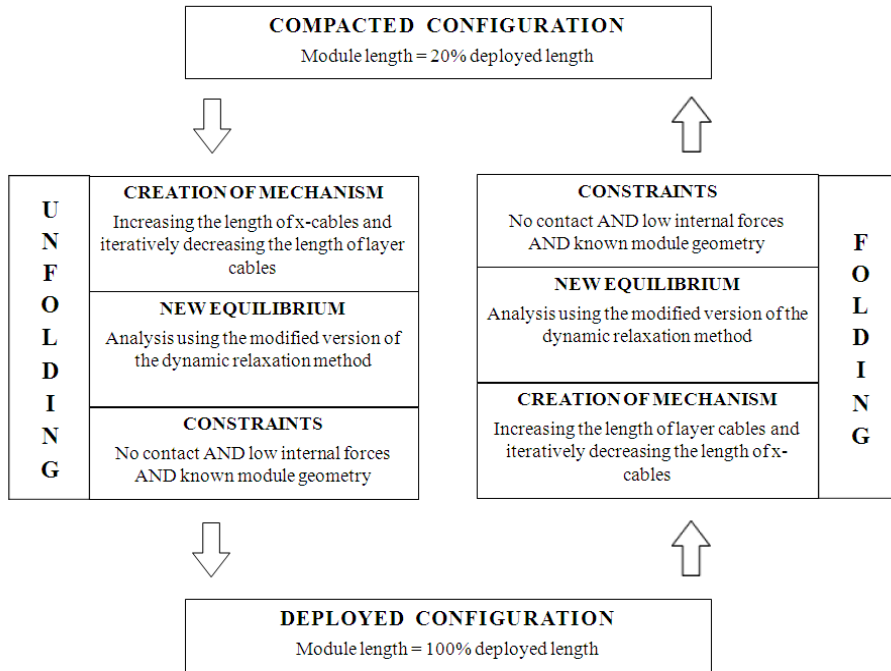 COMPACTED CONFIGURATION
Module length = 20% deployed length
UNFOLDING
CREATION OF MECHANISM
Increasing the length of x-cables and
iteratively decreasing the length of layer
cables
NEW EQUILIBRIUM
Analysis using the modified version of
the dynamic relaxation method
CONSTRAINTS
No contact AND low internal forces
AND known module geometry
CONSTRAINTS
No contact AND low internal forces
AND known module geometry
NEW EQUILIBRIUM
Analysis using the modified version of the
dynamic relaxation method
CREATION OF MECHANISM
Increasing the length of layer cables and
iteratively decreasing the length of x-
cables
FOLDING
DEPLOYED CONFIGURATION
Module length = 100% deployed length